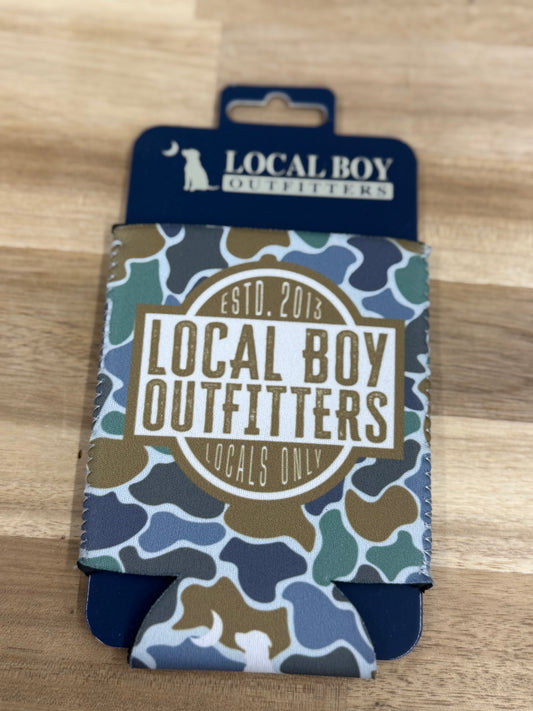 LOCAL BOY
OUTFITTERS
ESTD. 2013
LOCAL BOY
OUTFITTERS
LOCALS ONLY